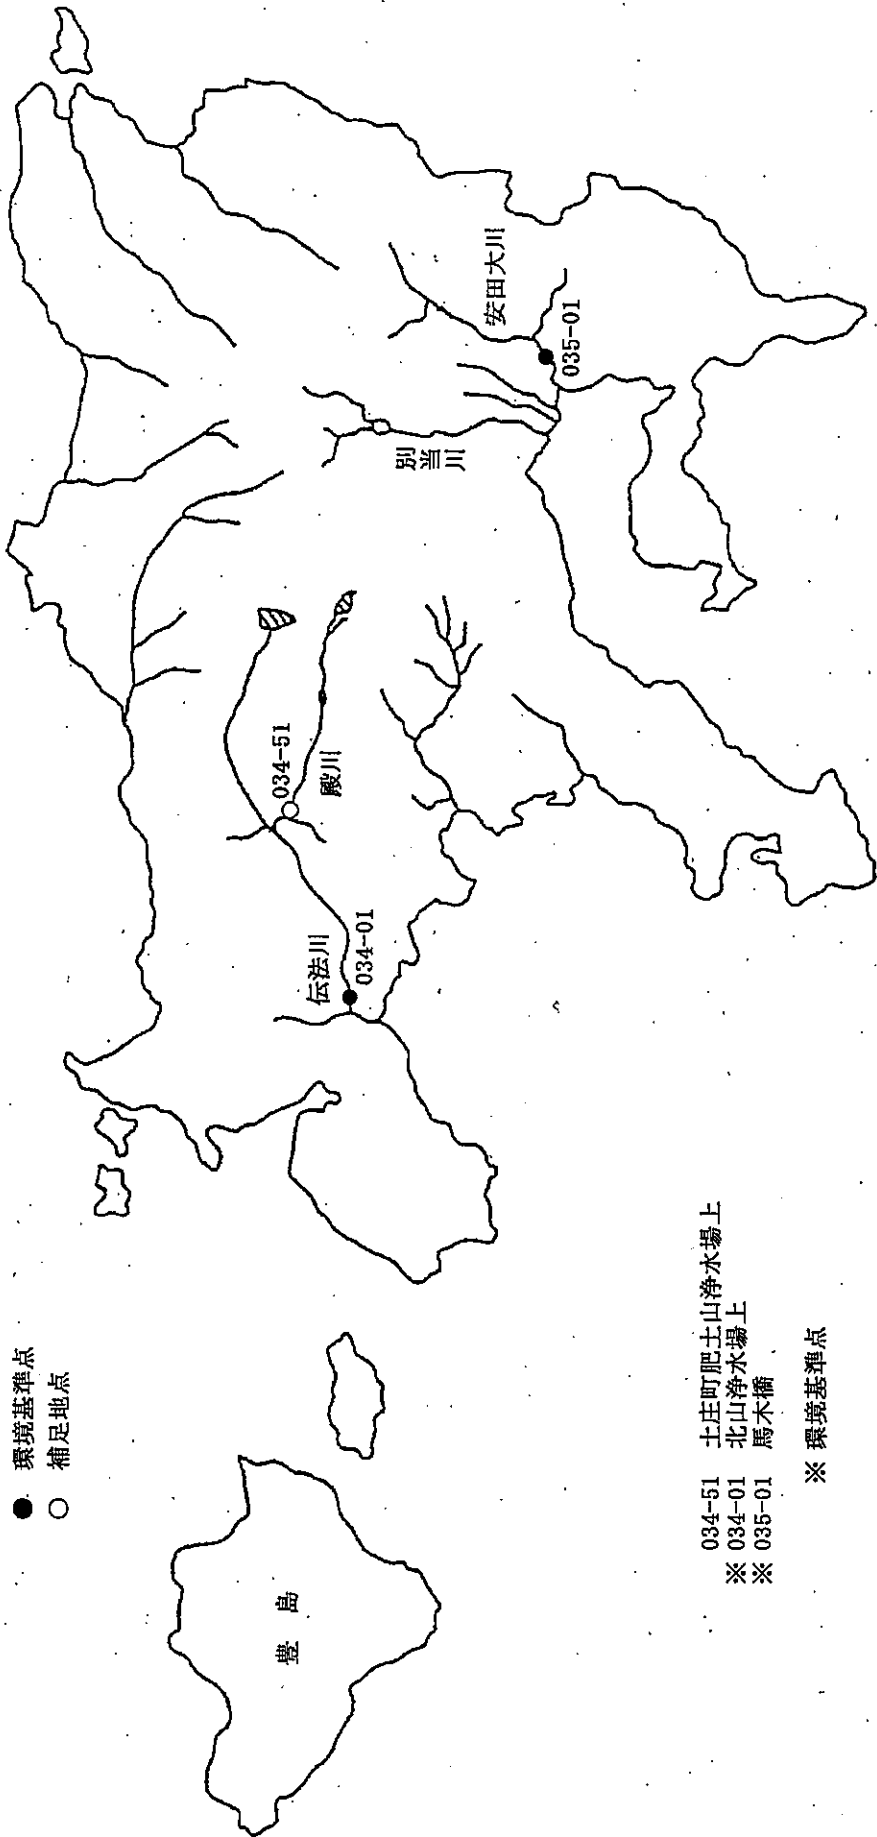 ● 環境基準点
○ 補足地点
豊島
伝法川
034-01
034-51
殿川
別当川
安田大川
035-01
034-51 土庄町肥土山浄水場上
※ 034-01 北山浄水場上
※ 035-01 馬木橋
※ 環境基準点